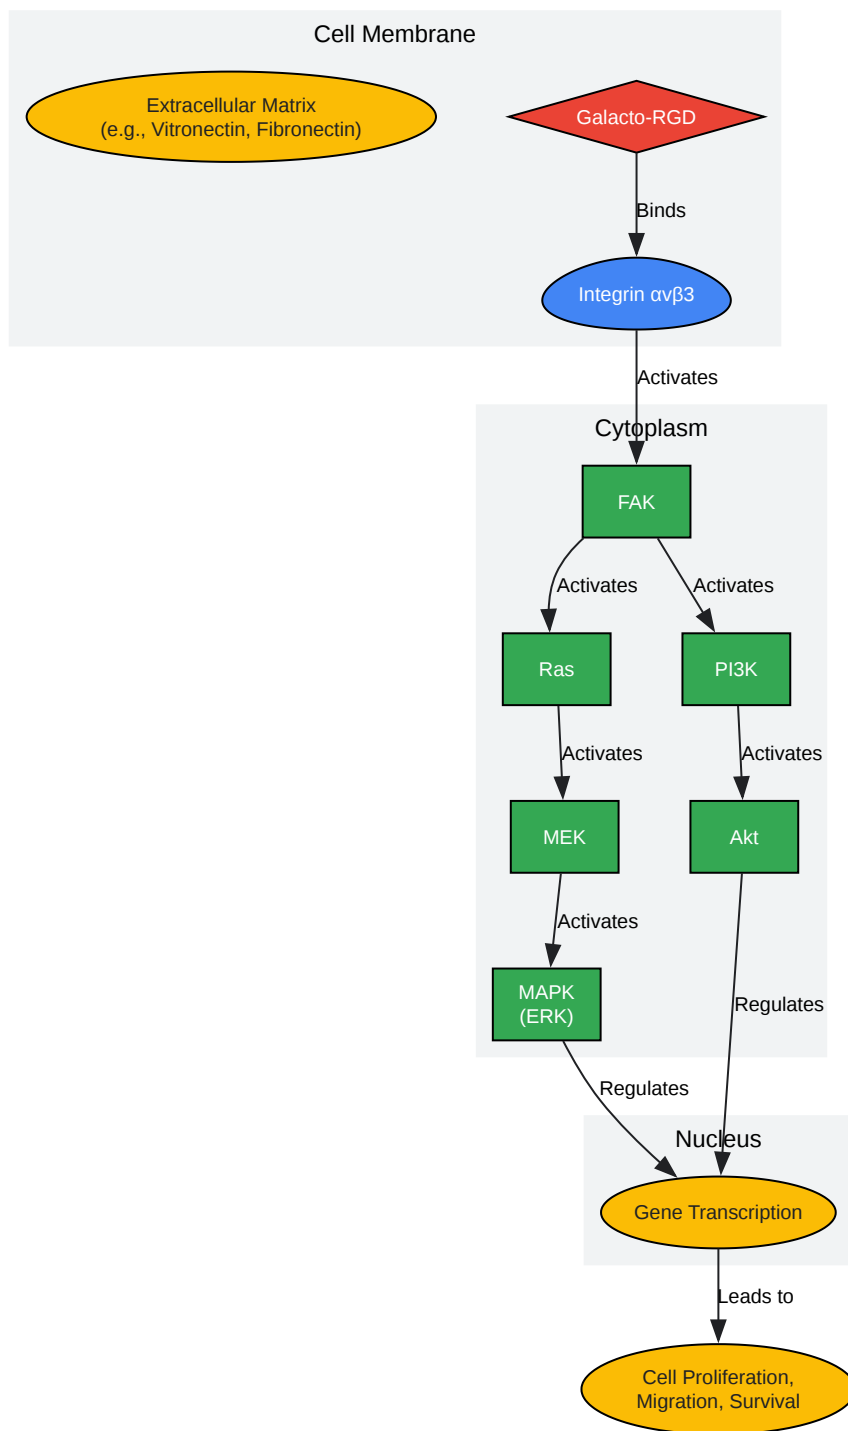 Cell Membrane
Extracellular Matrix
(e.g., Vitronectin, Fibronectin)
Galacto-RGD
Binds
Integrin αvβ3
Activates
Cytoplasm
FAK
Activates
Activates
Ras
PI3K
Activates
Activates
MEK
Akt
Activates
MAPK
(ERK)
Regulates
Regulates
Nucleus
Gene Transcription
Leads to
Cell Proliferation,
Migration, Survival